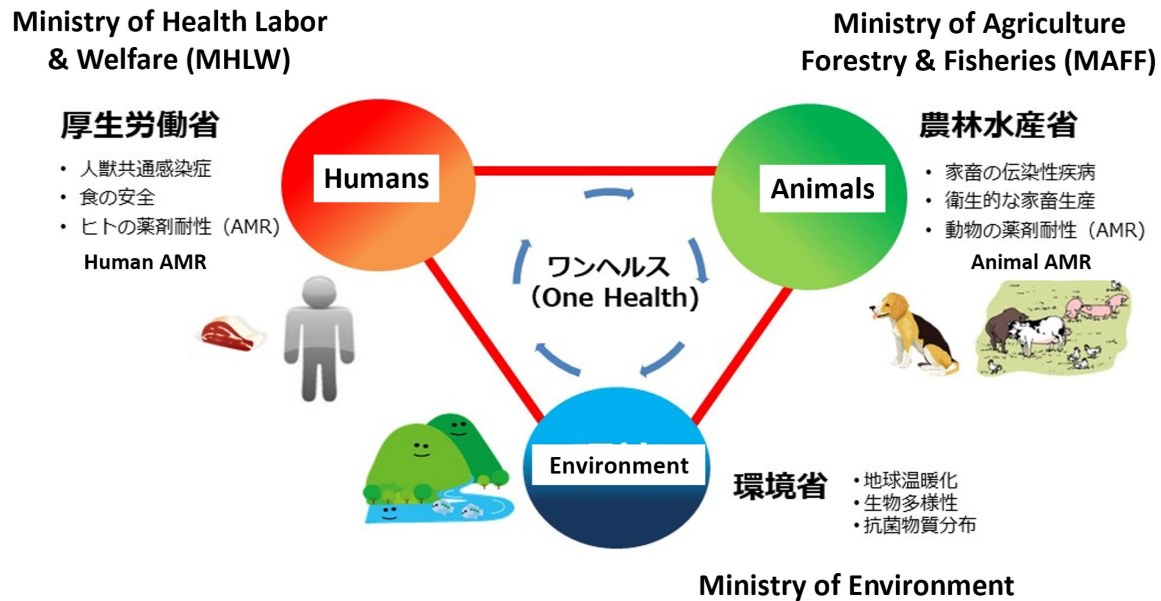 Ministry of Health Labor
& Welfare (MHLW)
Ministry of Agriculture
Forestry & Fisheries (MAFF)
厚生労働省
• 人獣共通感染症
• 食の安全
• ヒトの薬剤耐性（AMR）
Human AMR
Humans
Animals
農林水産省
• 家畜の伝染性疾病
• 衛生的な家畜生産
• 動物の薬剤耐性（AMR）
Animal AMR
ワンヘルス
(One Health)
Environment
環境省
•地球温暖化
•生物多様性
•抗菌物質分布
Ministry of Environment